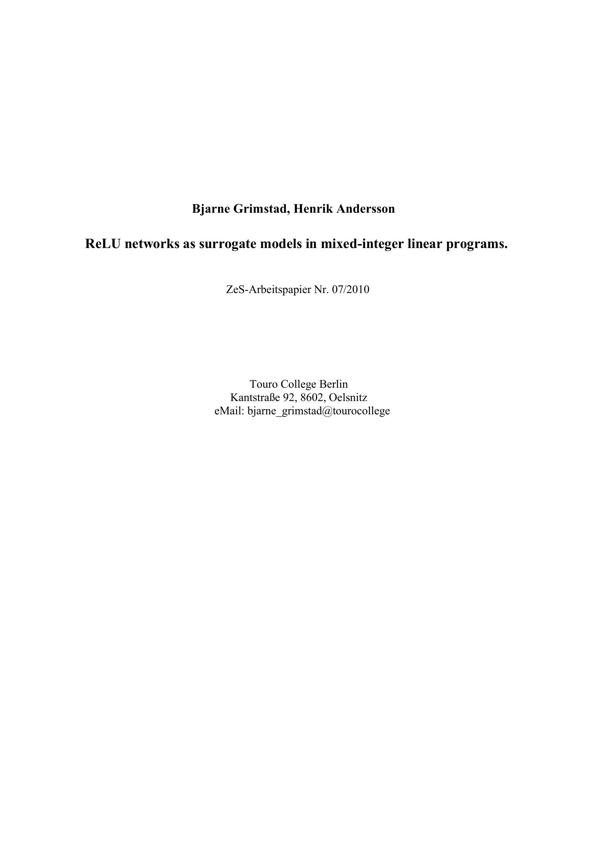 Bjarne Grimstad, Henrik Andersson
ReLU networks as surrogate models in mixed-integer linear programs.
ZeS-Arbeitspapier Nr. 07/2010
Touro College Berlin
Kantstraße 92, 8602, Oelsnitz
eMail: bjarne_grimstad@tourocollege